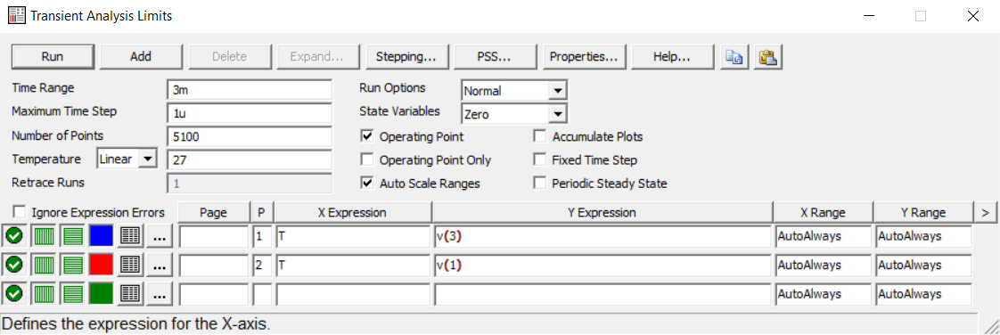 Transient Analysis Limits
Run Add Delete Expand... Stepping... PSS... Properties... Help...
Time Range 3m Run Options Normal
Maximum Time Step 1u State Variables Zero
Number of Points 5100 Operating Point Accumulate Plots
Temperature Linear 27 Operating Point Only Fixed Time Step
Retrace Runs 1 Auto Scale Ranges Periodic Steady State
Ignore Expression Errors Page P X Expression Y Expression X Range Y Range >
... 1 T v(3) AutoAlways AutoAlways
... 2 T v(1) AutoAlways AutoAlways
... AutoAlways AutoAlways
Defines the expression for the X-axis.